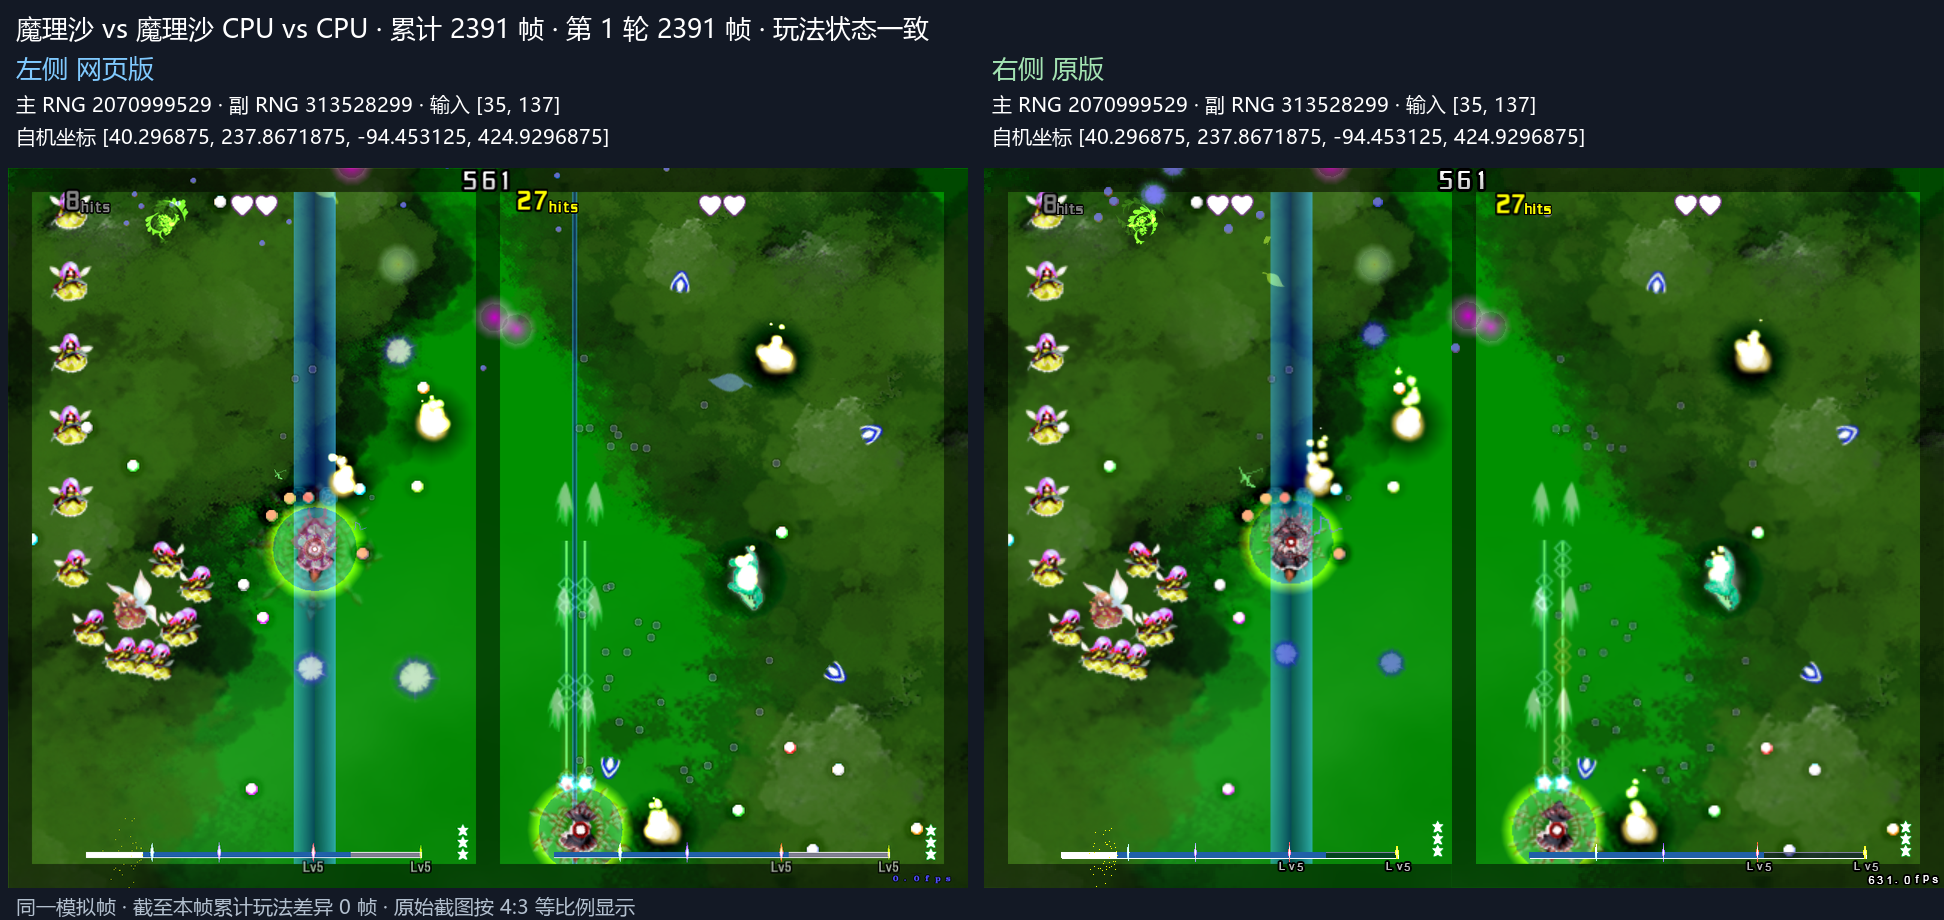 魔理沙 vs 魔理沙 CPU vs CPU · 累计 2391 帧 · 第 1 轮 2391 帧 · 玩法状态一致
左侧 网页版
主 RNG 2070999529 · 副 RNG 313528299 · 输入 [35, 137]
自机坐标 [40.296875, 237.8671875, -94.453125, 424.9296875]
右侧 原版
主 RNG 2070999529 · 副 RNG 313528299 · 输入 [35, 137]
自机坐标 [40.296875, 237.8671875, -94.453125, 424.9296875]
561
8hits
27hits
Lv5
Lv5
Lv5
Lv5
0.0fps
561
8hits
27hits
Lv5
Lv5
Lv5
Lv5
631.0fps
同一模拟帧 · 截至本帧累计玩法差异 0 帧 · 原始截图按 4:3 等比例显示